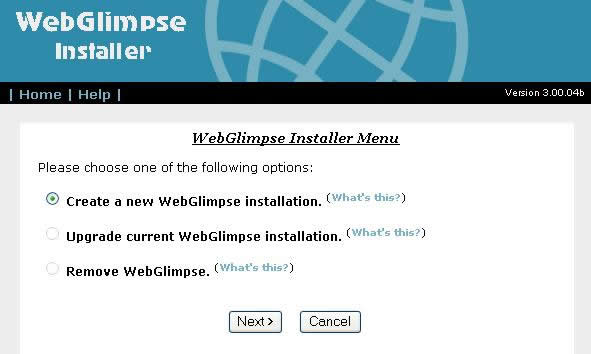 WebGlimpse
Installer
| Home | Help |
Version 3.00.04b
WebGlimpse Installer Menu
Please choose one of the following options:
Create a new WebGlimpse installation. (What's this?)
Upgrade current WebGlimpse installation. (What's this?)
Remove WebGlimpse. (What's this?)
Next > Cancel